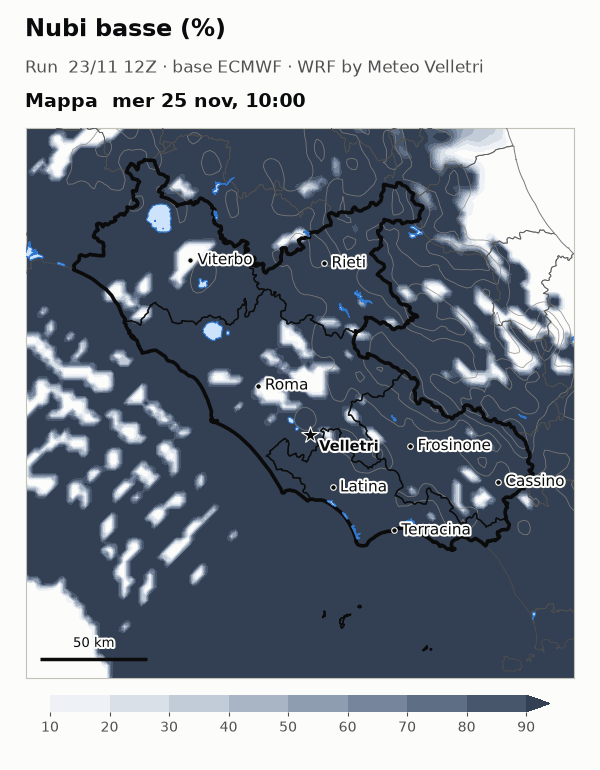 Nubi basse (%)
Run  23/11 12Z · base ECMWF · WRF by Meteo Velletri
Mappa  mer 25 nov, 10:00
Viterbo
Rieti
Roma
Velletri
Frosinone
Cassino
Latina
Terracina
50 km
10 20 30 40 50 60 70 80 90